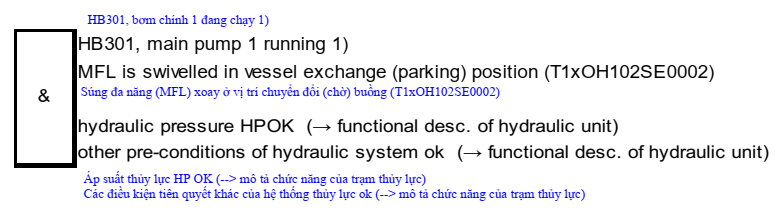 HB301, bơm chính 1 đang chạy 1)
HB301, main pump 1 running 1)
MFL is swivelled in vessel exchange (parking) position (T1xOH102SE0002)
Súng đa năng (MFL) xoay ở vị trí chuyển đổi (chờ) buồng (T1xOH102SE0002)
&
hydraulic pressure HPOK (→ functional desc. of hydraulic unit)
other pre-conditions of hydraulic system ok (→ functional desc. of hydraulic unit)
Áp suất thủy lực HP OK (--> mô tả chức năng của trạm thủy lực)
Các điều kiện tiên quyết khác của hệ thống thủy lực ok (--> mô tả chức năng của trạm thủy lực)